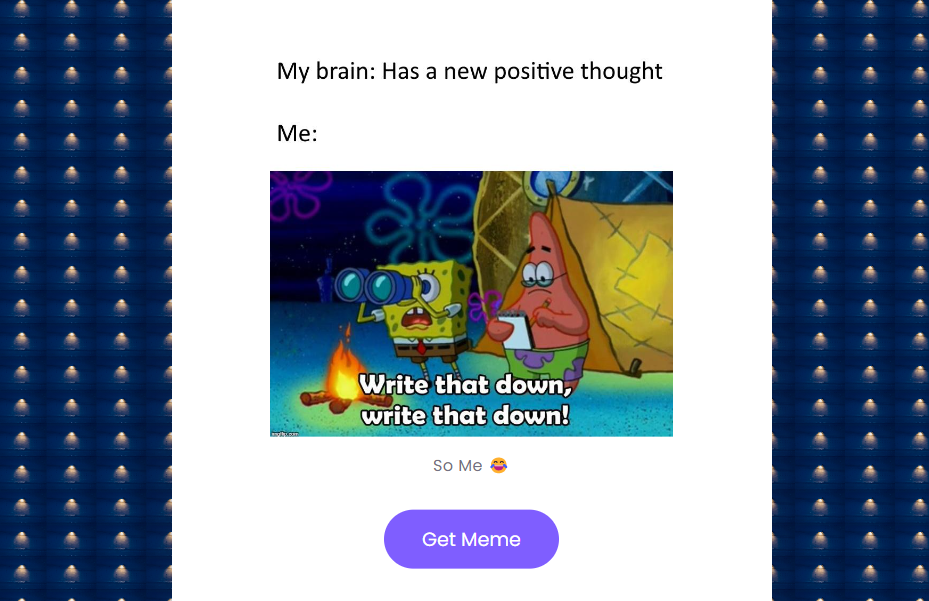 My brain: Has a new positive thought
Me:
Write that down,
write that down!
imgflip.com
So Me 😂
Get Meme